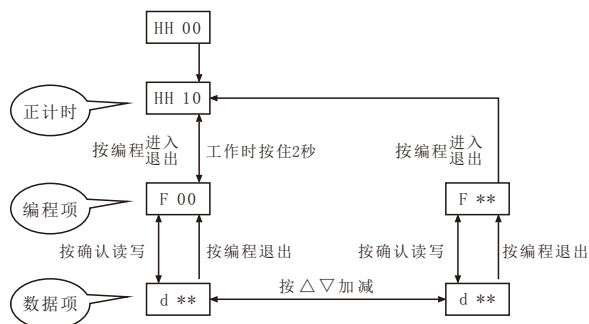 HH 00
HH 10
正计时
按编程进入退出
工作时按住2秒
按编程进入退出
F 00
F **
编程项
按确认读写
按编程退出
按确认读写
按编程退出
按△▽加减
d **
d **
数据项